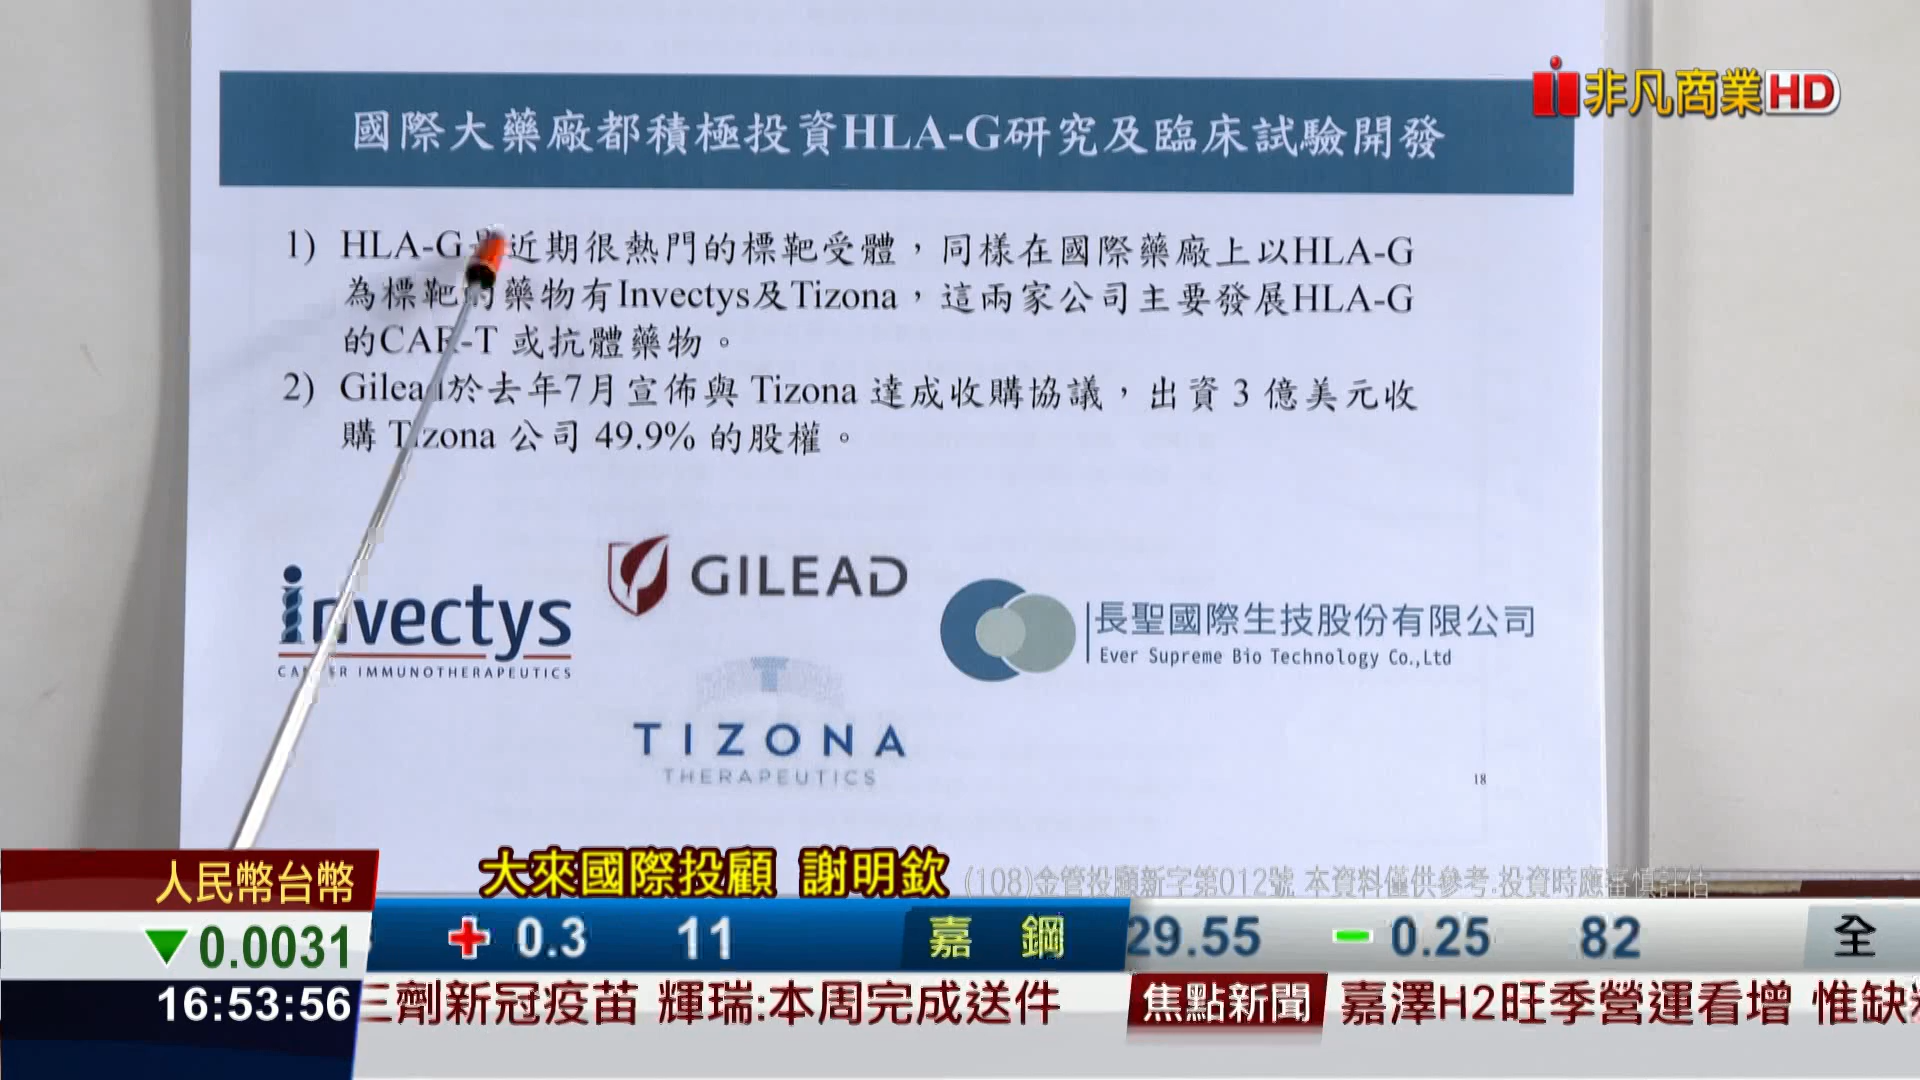 國際大藥廠都積極投資HLA-G研究及臨床試驗開發
非凡商業HD
1) HLA-G是近期很熱門的標靶受體，同樣在國際藥廠上以HLA-G
為標靶的藥物有Invectys及Tizona，這兩家公司主要發展HLA-G
的CAR-T 或抗體藥物。
2) Gilead於去年7月宣佈與 Tizona 達成收購協議，出資 3 億美元收
購 Tizona 公司 49.9% 的股權。
invectys
CANCER IMMUNOTHERAPEUTICS
GILEAD
長聖國際生技股份有限公司
Ever Supreme Bio Technology Co.,Ltd
TIZONA
THERAPEUTICS
18
大來國際投顧 謝明欽
(108)金管投顧新字第012號 本資料僅供參考.投資時應審慎評估
人民幣台幣
▼0.0031
0.3 11 嘉鋼 29.55 0.25 82 全
16:53:56
三劑新冠疫苗 輝瑞:本周完成送件 焦點新聞 嘉澤H2旺季營運看增 惟缺